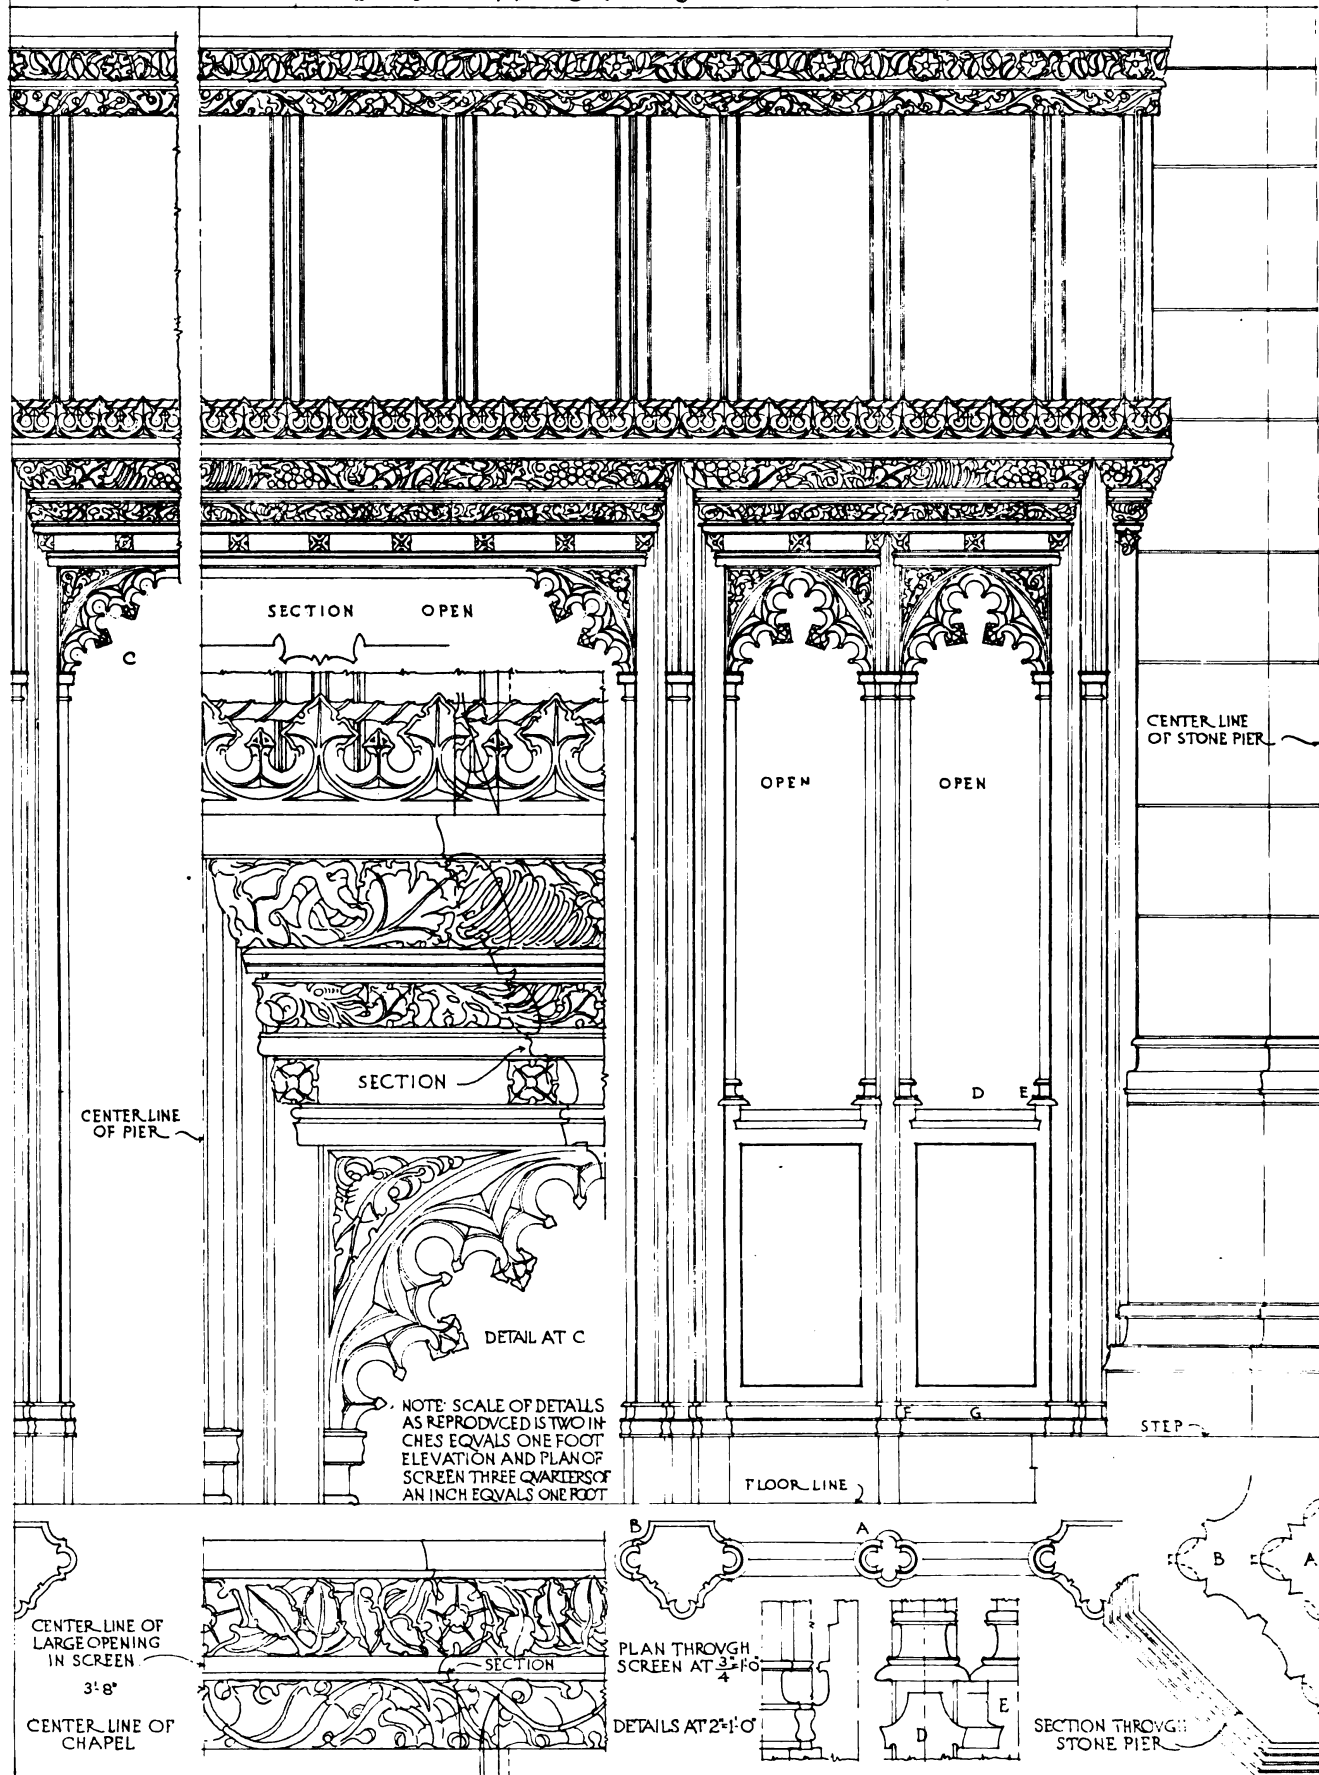 SECTION OPEN
C
CENTER LINE
OF STONE PIER
OPEN
OPEN
D E
SECTION
CENTER LINE
OF PIER
DETAIL AT C
NOTE: SCALE OF DETAILS
AS REPRODVCED IS TWO IN-
CHES EQVALS ONE FOOT
ELEVATION AND PLAN OF
SCREEN THREE QVARTERS OF
AN INCH EQVALS ONE FOOT
F G
STEP
FLOOR LINE
B A
B A
CENTER LINE OF
LARGE OPENING
IN SCREEN
3'-8"
CENTER LINE OF
CHAPEL
SECTION
PLAN THROVGH
SCREEN AT 3/4"=1'-0"
DETAILS AT 2"=1'-0"
E
D
SECTION THROVGH
STONE PIER